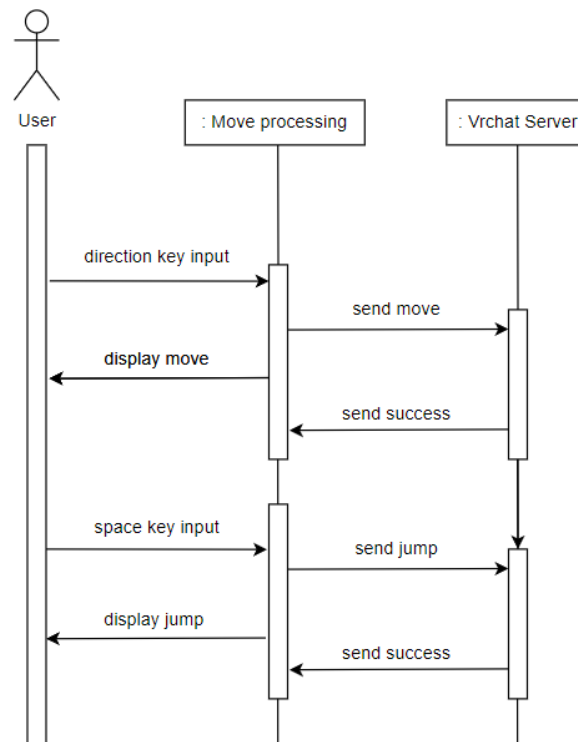 User
: Move processing
: Vrchat Server
direction key input
send move
display move
send success
space key input
send jump
display jump
send success